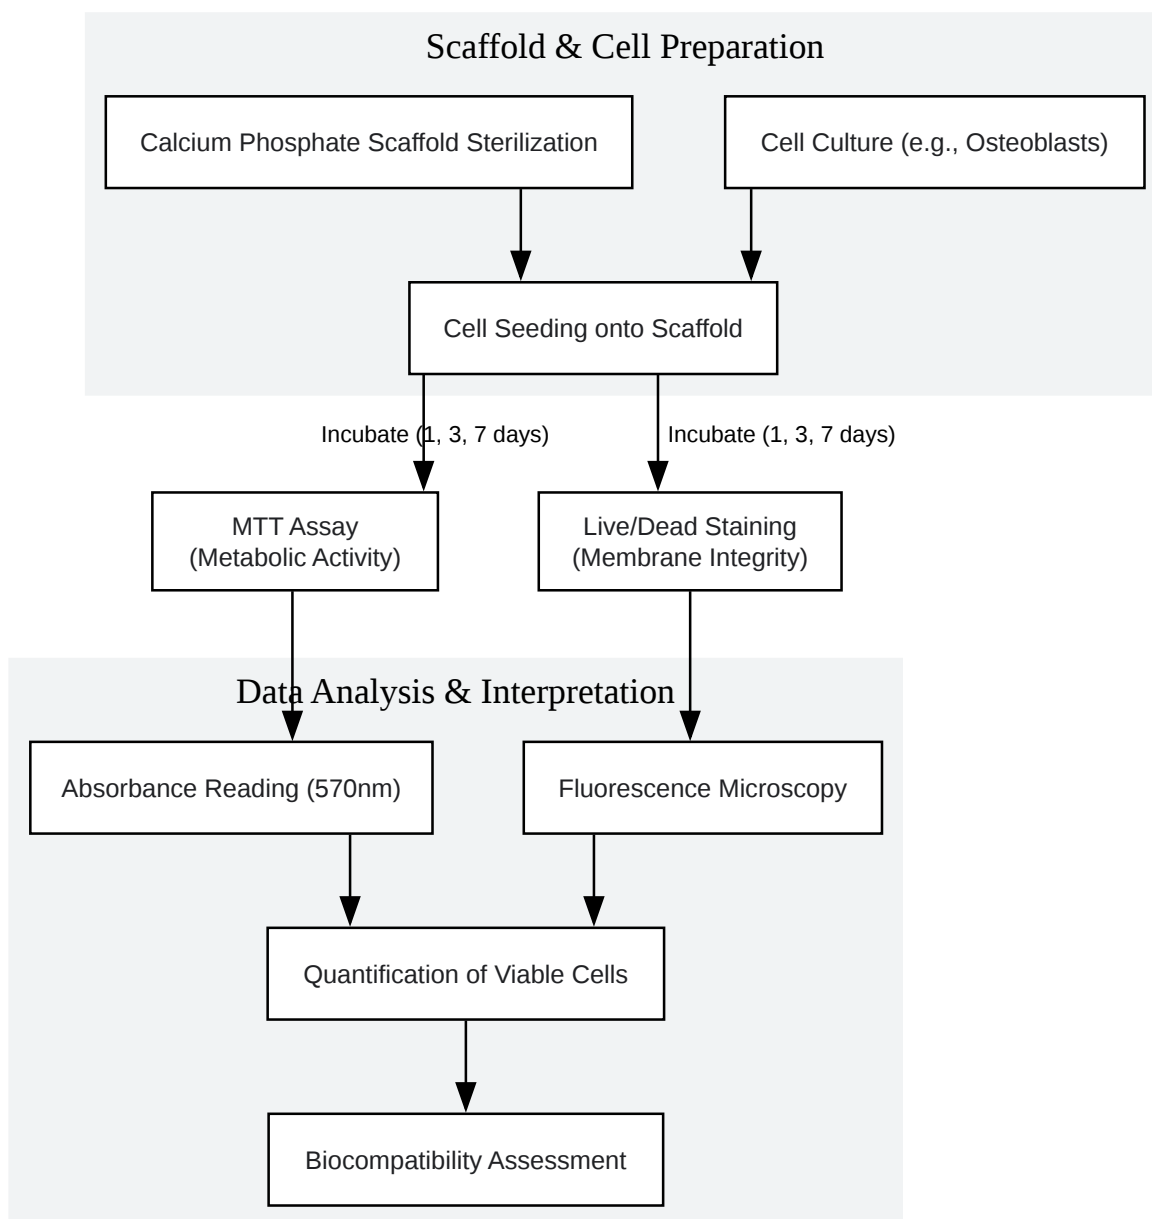 Scaffold & Cell Preparation
Calcium Phosphate Scaffold Sterilization
Cell Culture (e.g., Osteoblasts)
Cell Seeding onto Scaffold
Incubate (1, 3, 7 days)
Incubate (1, 3, 7 days)
MTT Assay
(Metabolic Activity)
Live/Dead Staining
(Membrane Integrity)
Data Analysis & Interpretation
Absorbance Reading (570nm)
Fluorescence Microscopy
Quantification of Viable Cells
Biocompatibility Assessment